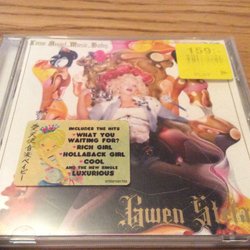 Love. Angel. Music. Baby.
159:-
INCLUDES THE HITS
•WHAT YOU
WAITING FOR?
•RICH GIRL
•HOLLABACK GIRL
•COOL
AND THE NEW SINGLE
•LUXURIOUS
Gwen Stefani